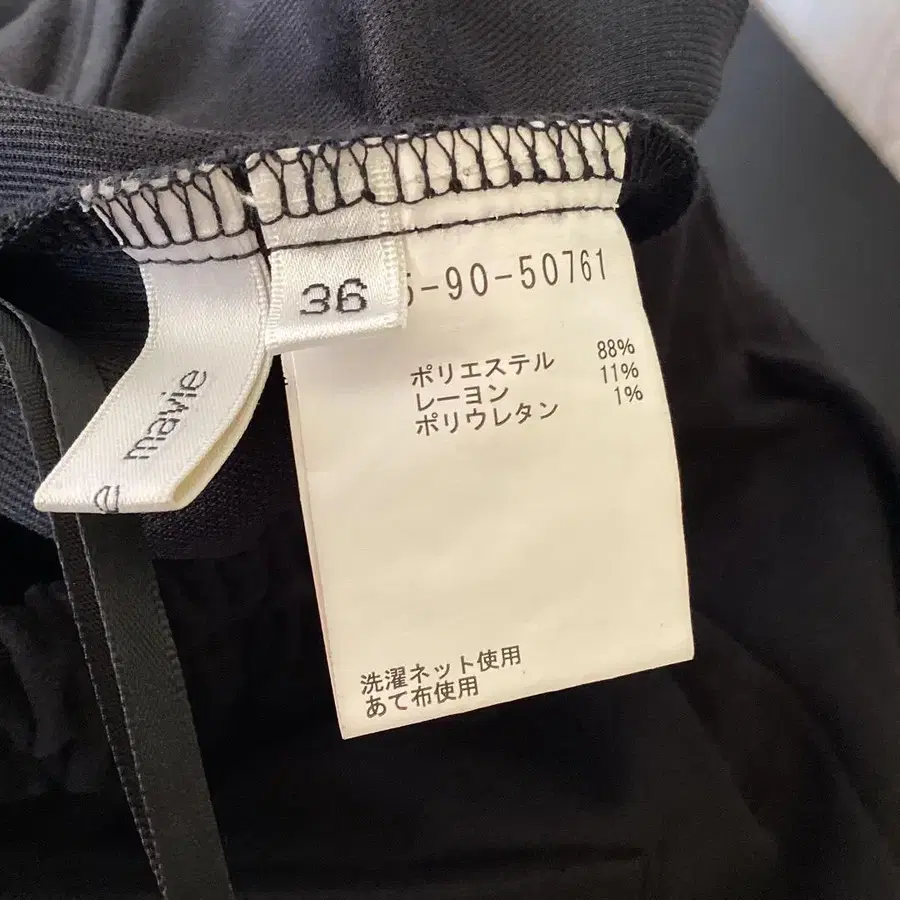 e mavie
36
5-90-50761
ポリエステル 88%
レーヨン 11%
ポリウレタン 1%
洗濯ネット使用
あて布使用